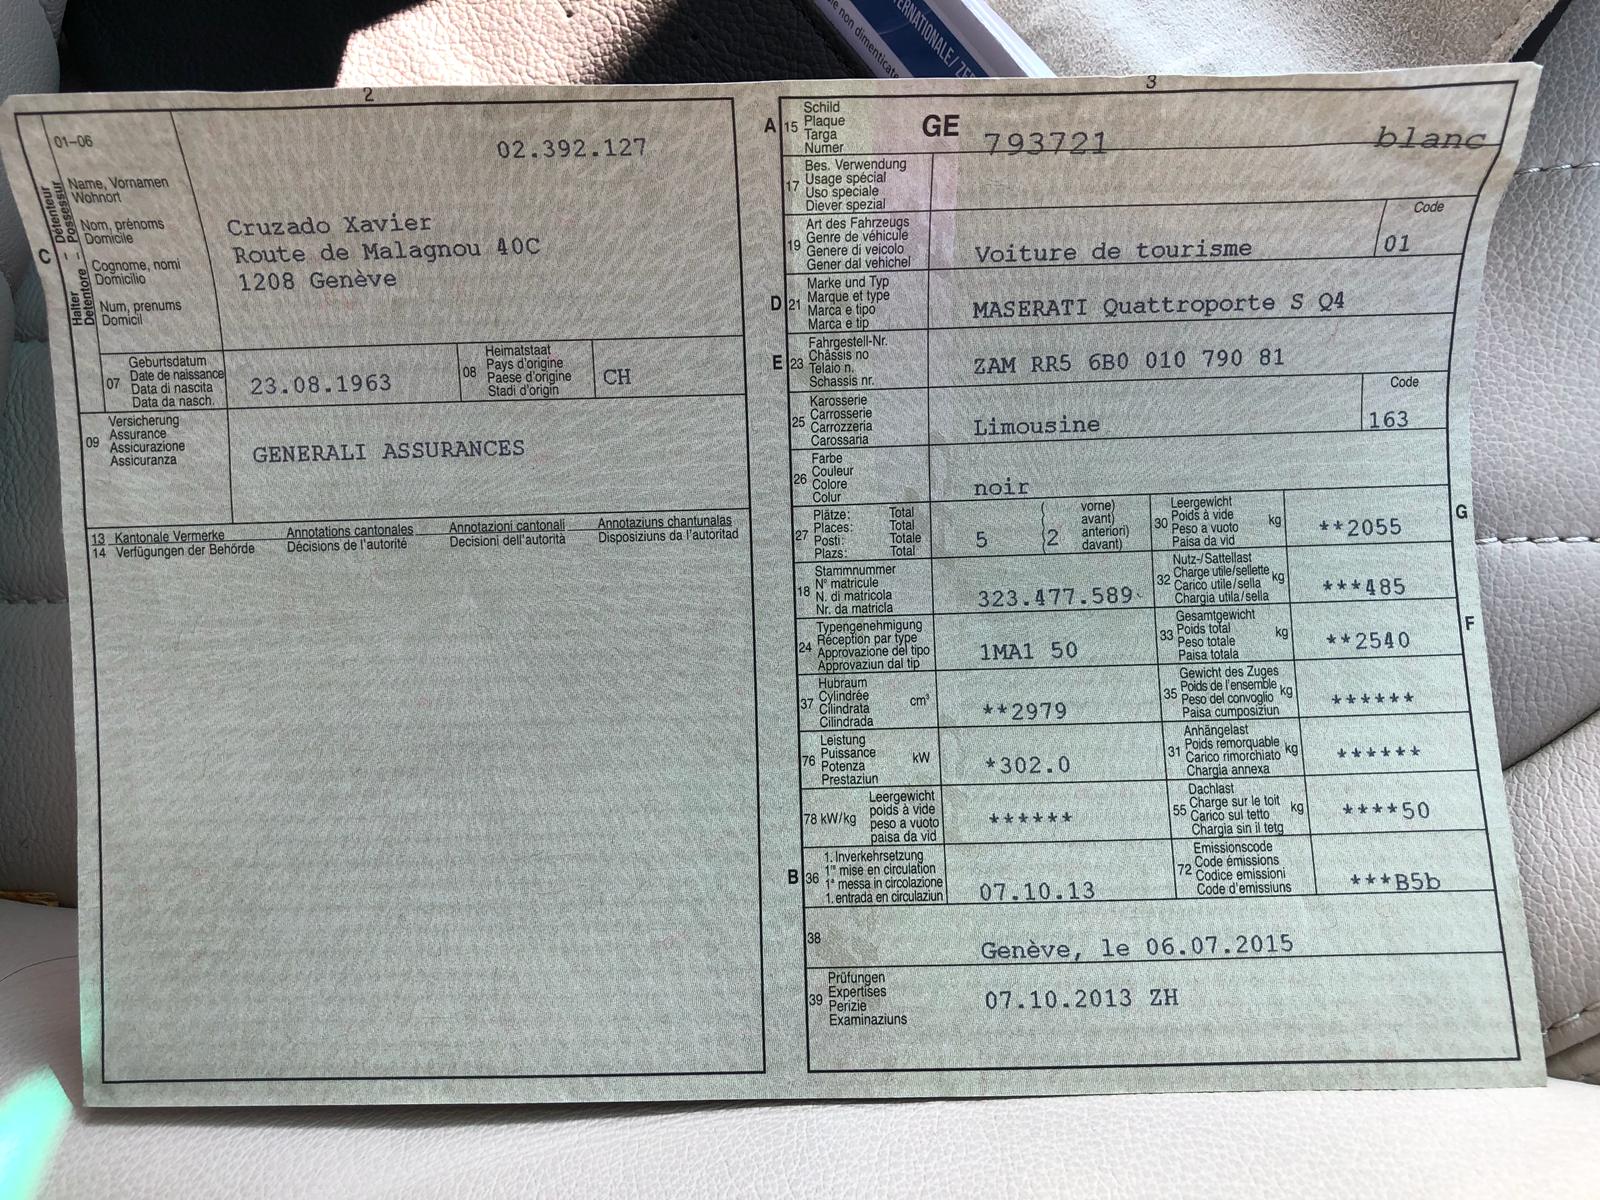 ERNATIONALE/ ZE
e non dimenticate
2
01–06
02.392.127
C
Halter - Détenteur
Detentore - Possessur
Name, Vornamen
Wohnort
Nom, prénoms
Domicile
Cognome, nomi
Domicilio
Num, prenums
Domicil
Cruzado Xavier
Route de Malagnou 40C
1208 Genève
07
Geburtsdatum
Date de naissance
Data di nascita
Data da nasch.
23.08.1963
08
Heimatstaat
Pays d'origine
Paese d'origine
Stadi d'origin
CH
09
Versicherung
Assurance
Assicurazione
Assicuranza
GENERALI ASSURANCES
13 Kantonale Vermerke Annotations cantonales Annotazioni cantonali Annotaziuns chantunalas
14 Verfügungen der Behörde Décisions de l'autorité Decisioni dell'autorità Disposiziuns da l'autoritad
3
A 15
Schild
Plaque
Targa
Numer
GE 793721 blanc
17
Bes. Verwendung
Usage spécial
Uso speciale
Diever spezial
19
Art des Fahrzeugs
Genre de véhicule
Genere di veicolo
Gener dal vehichel
Voiture de tourisme
Code
01
D 21
Marke und Typ
Marque et type
Marca e tipo
Marca e tip
MASERATI Quattroporte S Q4
E 23
Fahrgestell-Nr.
Châssis no
Telaio n.
Schassis nr.
ZAM RR5 6B0 010 790 81
25
Karosserie
Carrosserie
Carrozzeria
Carossaria
Limousine
Code
163
26
Farbe
Couleur
Colore
Colur
noir
27
Plätze: Total
Places: Total
Posti: Totale
Plazs: Total
5 (2
vorne)
avant)
anteriori)
davant)
30
Leergewicht
Poids à vide
Peso a vuoto
Paisa da vid
kg
**2055
G
18
Stammnummer
N° matricule
N. di matricola
Nr. da matricla
323.477.589
32
Nutz-/Sattellast
Charge utile/sellette
Carico utile/sella
Chargia utila/sella
kg
***485
24
Typengenehmigung
Réception par type
Approvazione del tipo
Approvaziun dal tip
1MA1 50
33
Gesamtgewicht
Poids total
Peso totale
Paisa totala
kg
**2540
F
37
Hubraum
Cylindrée
Cilindrata
Cilindrada
cm³
**2979
35
Gewicht des Zuges
Poids de l'ensemble
Peso del convoglio
Paisa cumposiziun
kg
******
76
Leistung
Puissance
Potenza
Prestaziun
kW
*302.0
31
Anhängelast
Poids remorquable
Carico rimorchiato
Chargia annexa
kg
******
78 kW/kg
Leergewicht
poids à vide
peso a vuoto
paisa da vid
******
55
Dachlast
Charge sur le toit
Carico sul tetto
Chargia sin il tetg
kg
****50
B 36
1. Inverkehrsetzung
1re mise en circulation
1a messa in circolazione
1. entrada en circulaziun
07.10.13
72
Emissionscode
Code émissions
Codice emissioni
Code d'emissiuns
***B5b
38
Genève, le 06.07.2015
39
Prüfungen
Expertises
Perizie
Examinaziuns
07.10.2013 ZH